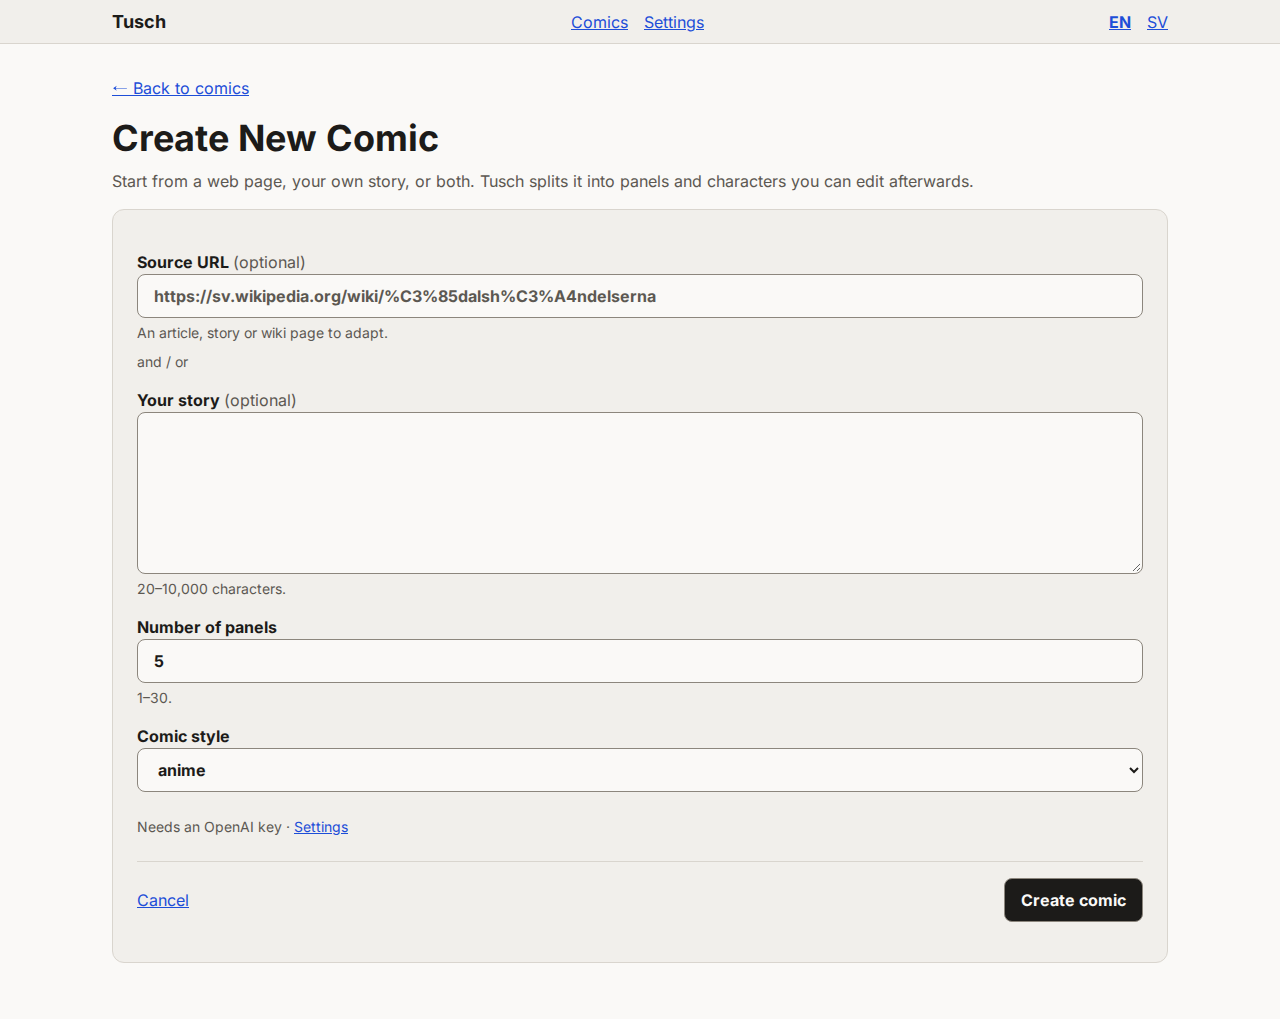 Tusch
Comics Settings
EN SV
← Back to comics
Create New Comic
Start from a web page, your own story, or both. Tusch splits it into panels and characters you can edit afterwards.
Source URL (optional)
https://sv.wikipedia.org/wiki/%C3%85dalsh%C3%A4ndelserna
An article, story or wiki page to adapt.
and / or
Your story (optional)
20–10,000 characters.
Number of panels
5
1–30.
Comic style
anime
Needs an OpenAI key · Settings
Cancel
Create comic